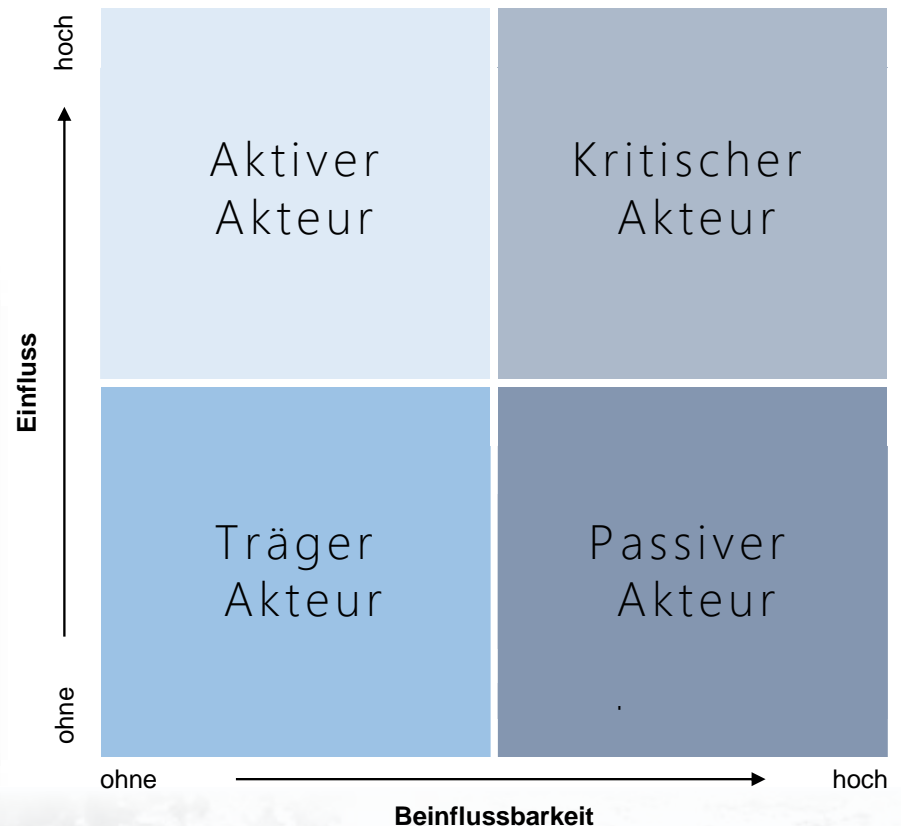 hoch
Aktiver
Akteur
Kritischer
Akteur
Einfluss
Träger
Akteur
Passiver
Akteur
.
ohne
ohne
hoch
Beinflussbarkeit